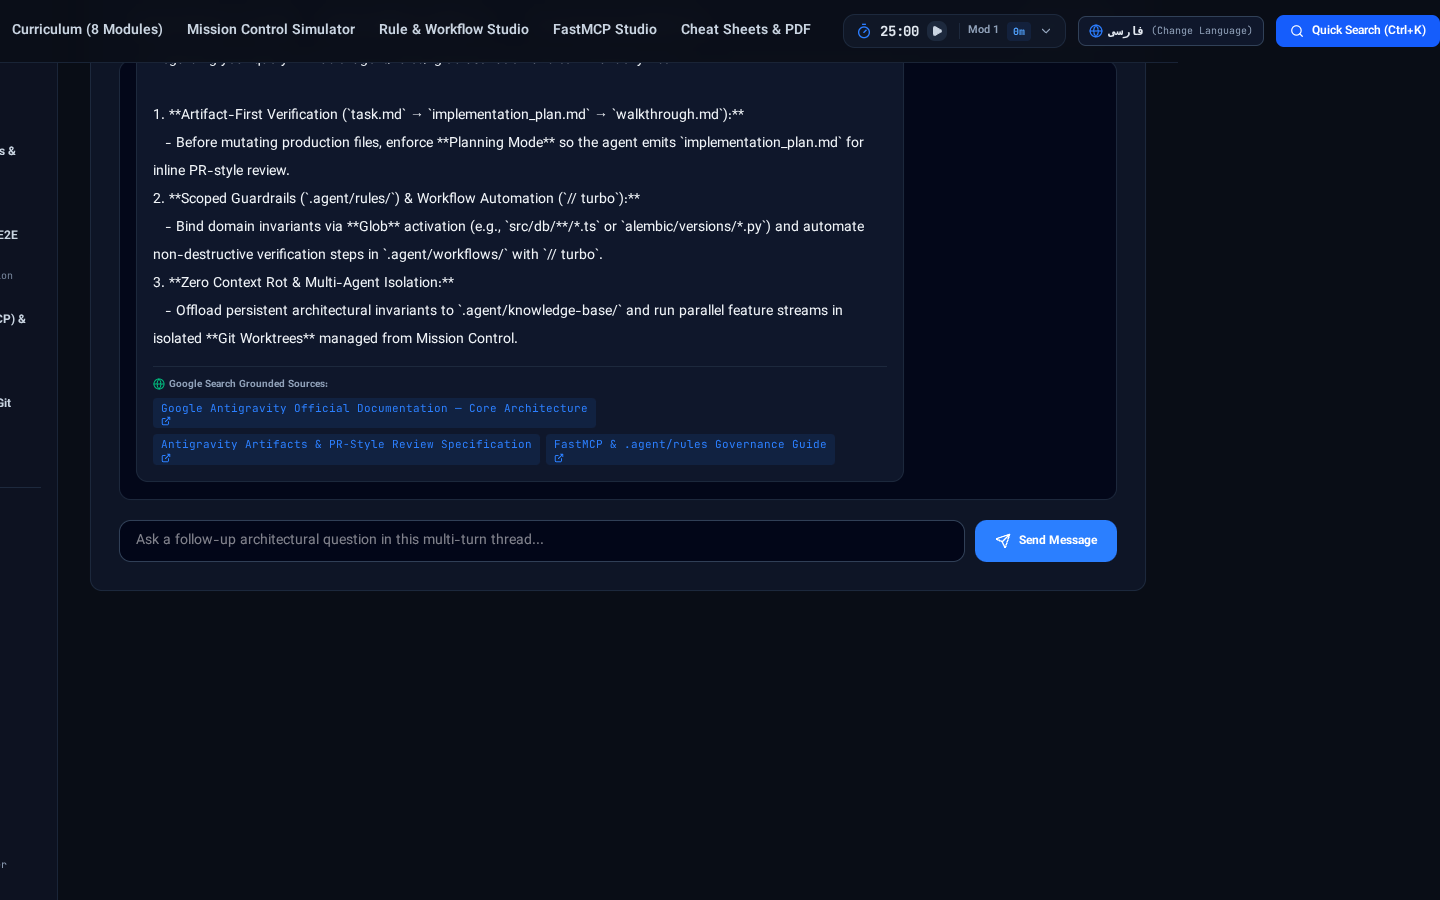 Curriculum (8 Modules) Mission Control Simulator Rule & Workflow Studio FastMCP Studio Cheat Sheets & PDF 25:00 Mod 1 0m فارسی (Change Language) Quick Search (Ctrl+K)
1. **Artifact-First Verification (`task.md` → `implementation_plan.md` → `walkthrough.md`):**
- Before mutating production files, enforce **Planning Mode** so the agent emits `implementation_plan.md` for
inline PR-style review.
2. **Scoped Guardrails (`.agent/rules/`) & Workflow Automation (`// turbo`):**
- Bind domain invariants via **Glob** activation (e.g., `src/db/**/*.ts` or `alembic/versions/*.py`) and automate
non-destructive verification steps in `.agent/workflows/` with `// turbo`.
3. **Zero Context Rot & Multi-Agent Isolation:**
- Offload persistent architectural invariants to `.agent/knowledge-base/` and run parallel feature streams in
isolated **Git Worktrees** managed from Mission Control.
Google Search Grounded Sources:
Google Antigravity Official Documentation — Core Architecture
Antigravity Artifacts & PR-Style Review Specification FastMCP & .agent/rules Governance Guide
Ask a follow-up architectural question in this multi-turn thread...
Send Message
s &
E2E
ion
CP) &
Git
r